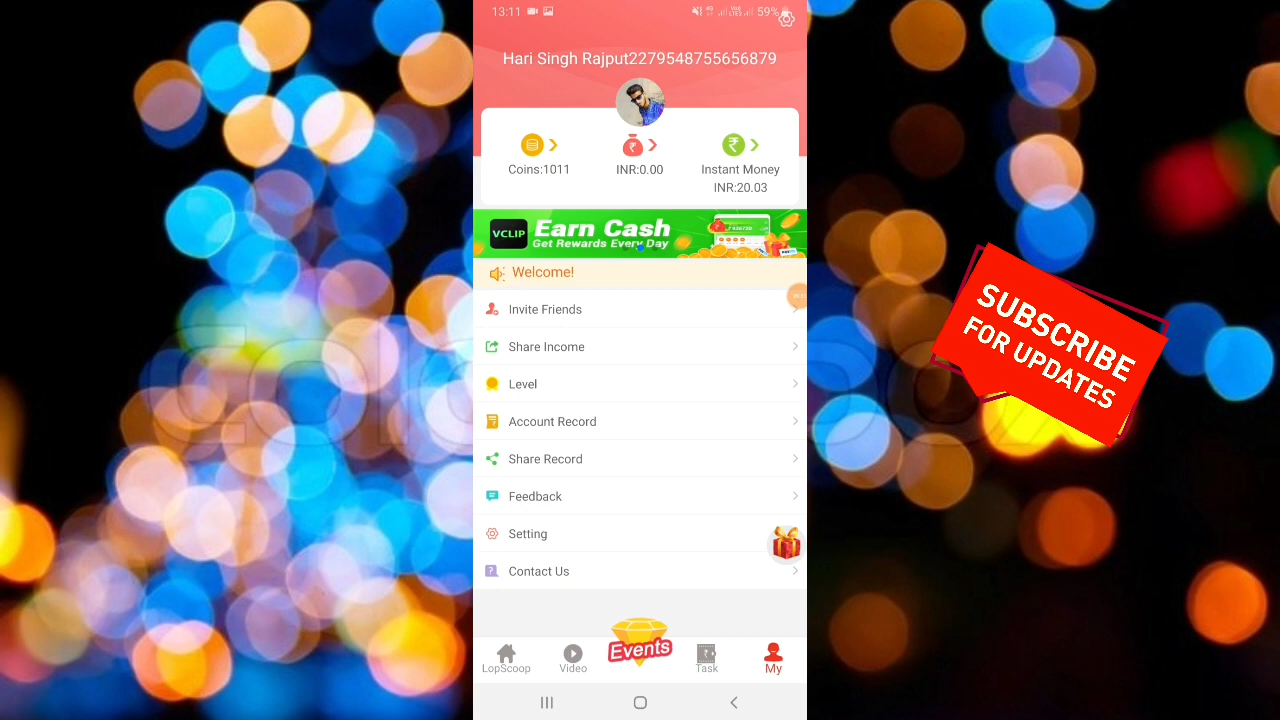 13:11
59%
Hari Singh Rajput2279548755656879
Coins:1011
INR:0.00
Instant Money
INR:20.03
VCLIP
Earn Cash
Get Rewards Every Day
Welcome!
Invite Friends
Share Income
Level
Account Record
Share Record
Feedback
Setting
Contact Us
Events
LopScoop
Video
Task
My
SUBSCRIBE
FOR UPDATES